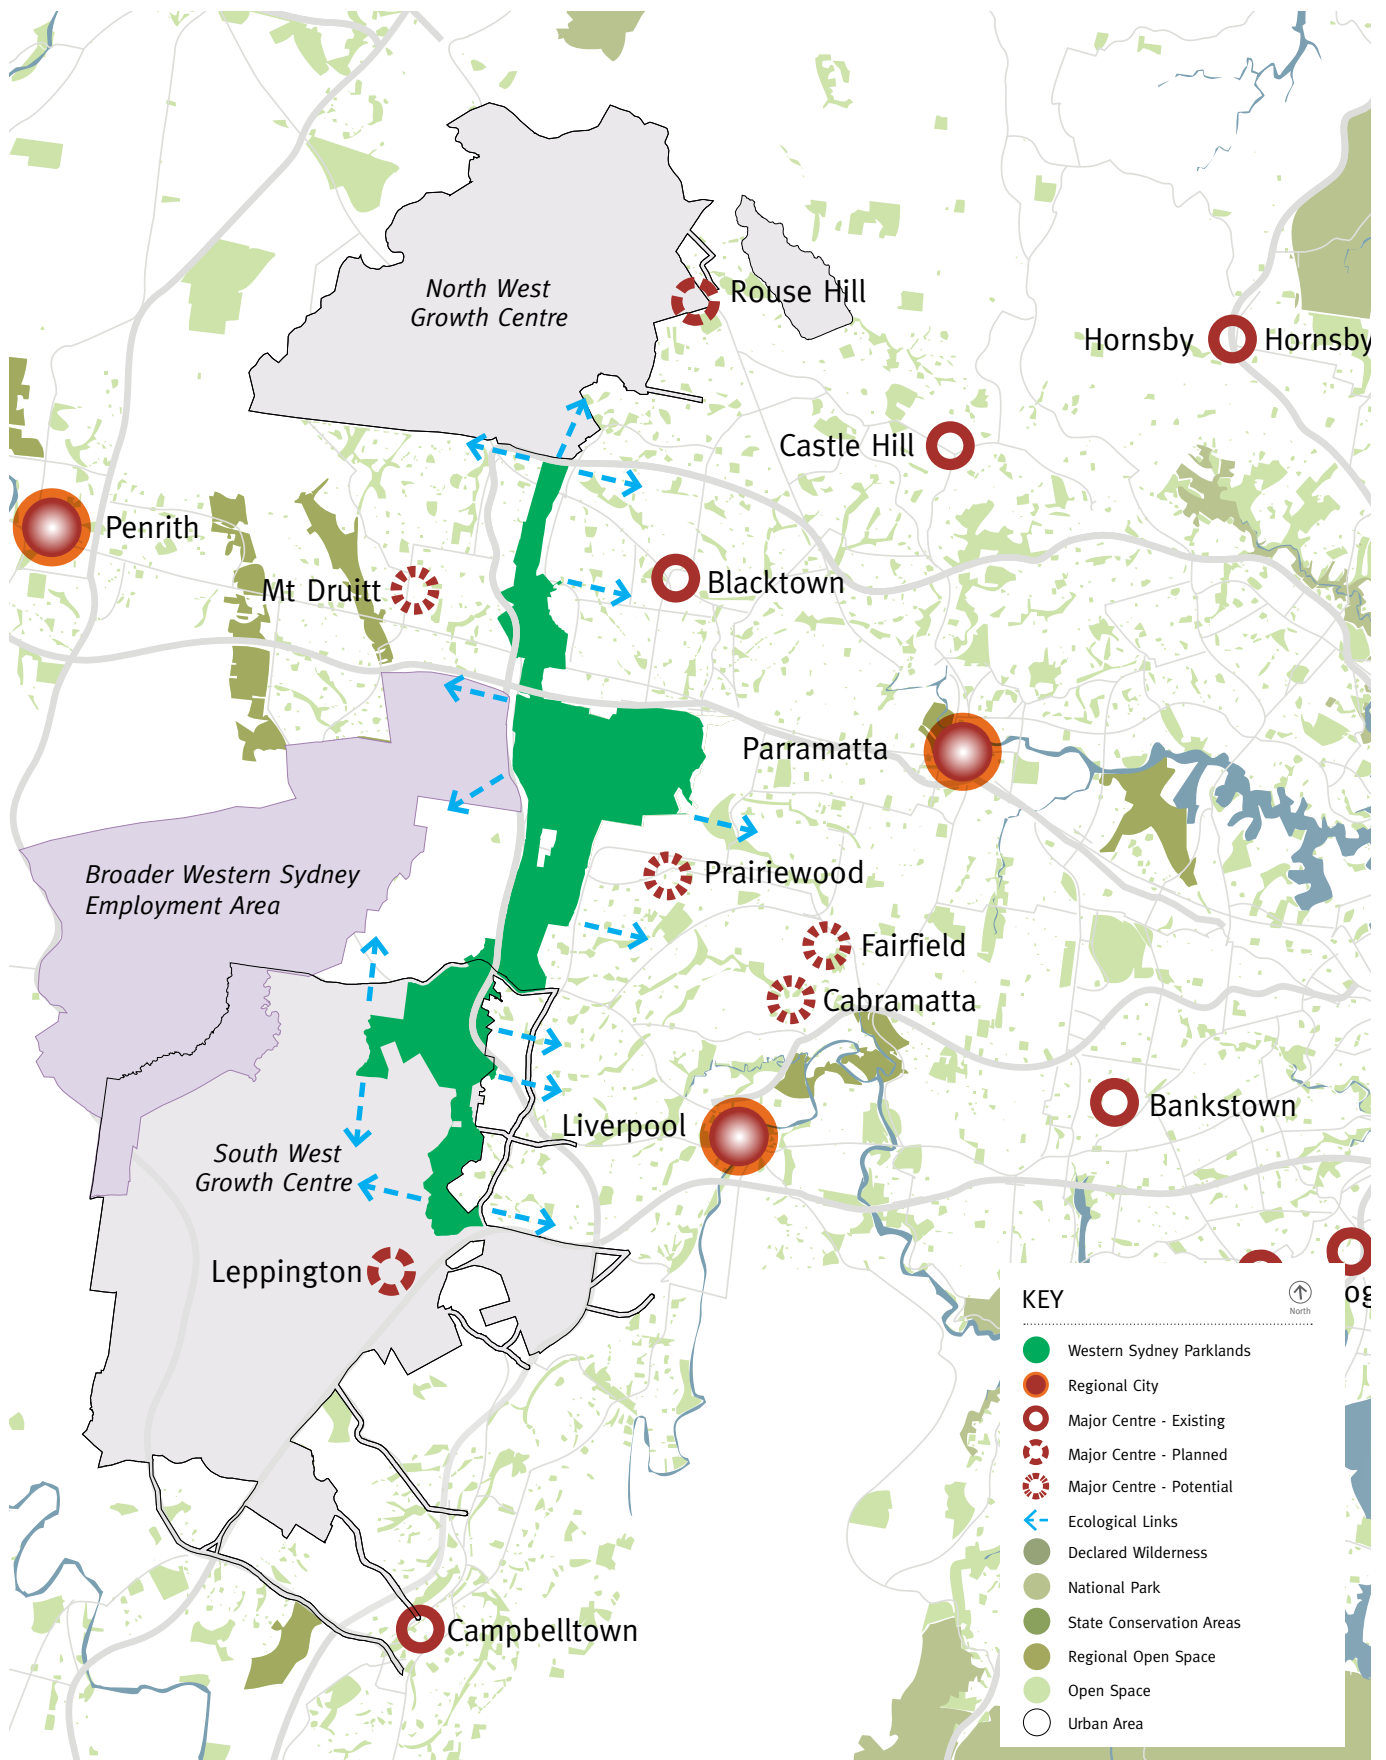 North West
Growth Centre
Rouse Hill
Hornsby
Hornsby
Castle Hill
Penrith
Mt Druitt
Blacktown
Parramatta
Broader Western Sydney
Employment Area
Prairiewood
Fairfield
Cabramatta
Bankstown
Liverpool
South West
Growth Centre
Leppington
Campbelltown
og
KEY
North
Western Sydney Parklands
Regional City
Major Centre - Existing
Major Centre - Planned
Major Centre - Potential
Ecological Links
Declared Wilderness
National Park
State Conservation Areas
Regional Open Space
Open Space
Urban Area